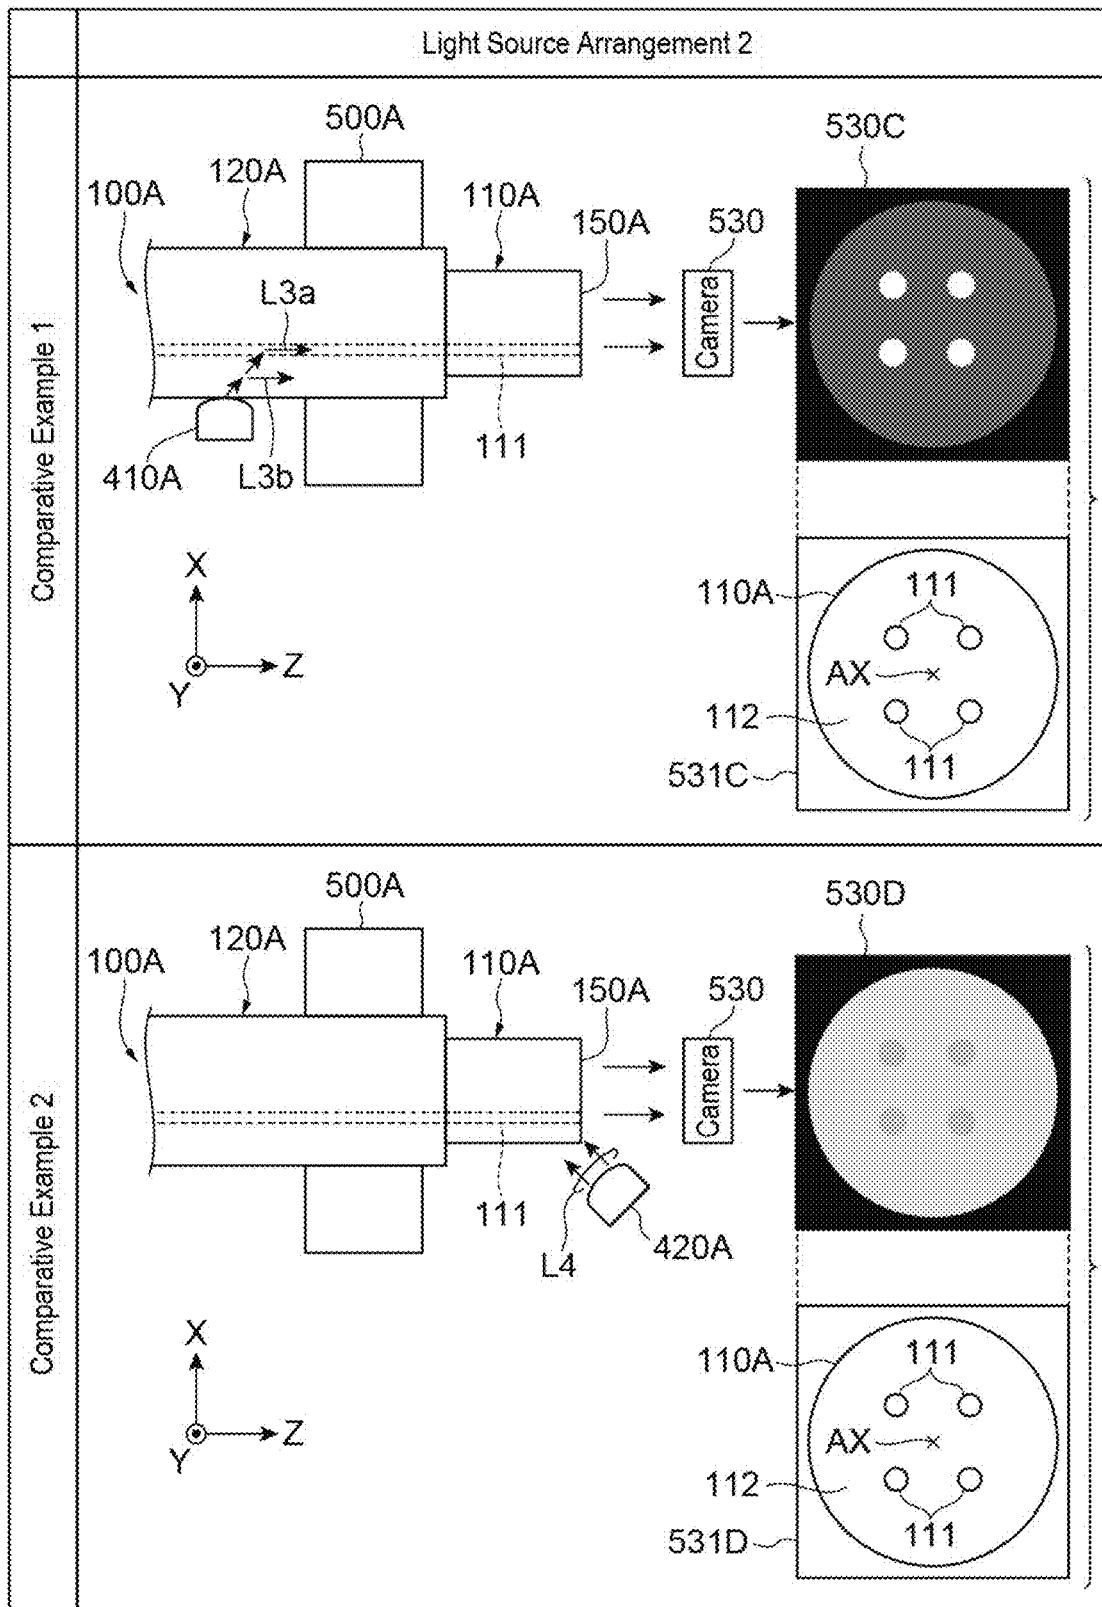 Light Source Arrangement 2
Comparative Example 1
500A
530C
120A
110A
100A
150A
530
L3a
Camera
410A
L3b
111
X
Y
Z
110A
111
AX
112
111
531C
Comparative Example 2
500A
530D
120A
110A
100A
150A
530
Camera
111
L4
420A
X
Y
Z
110A
111
AX
112
111
531D